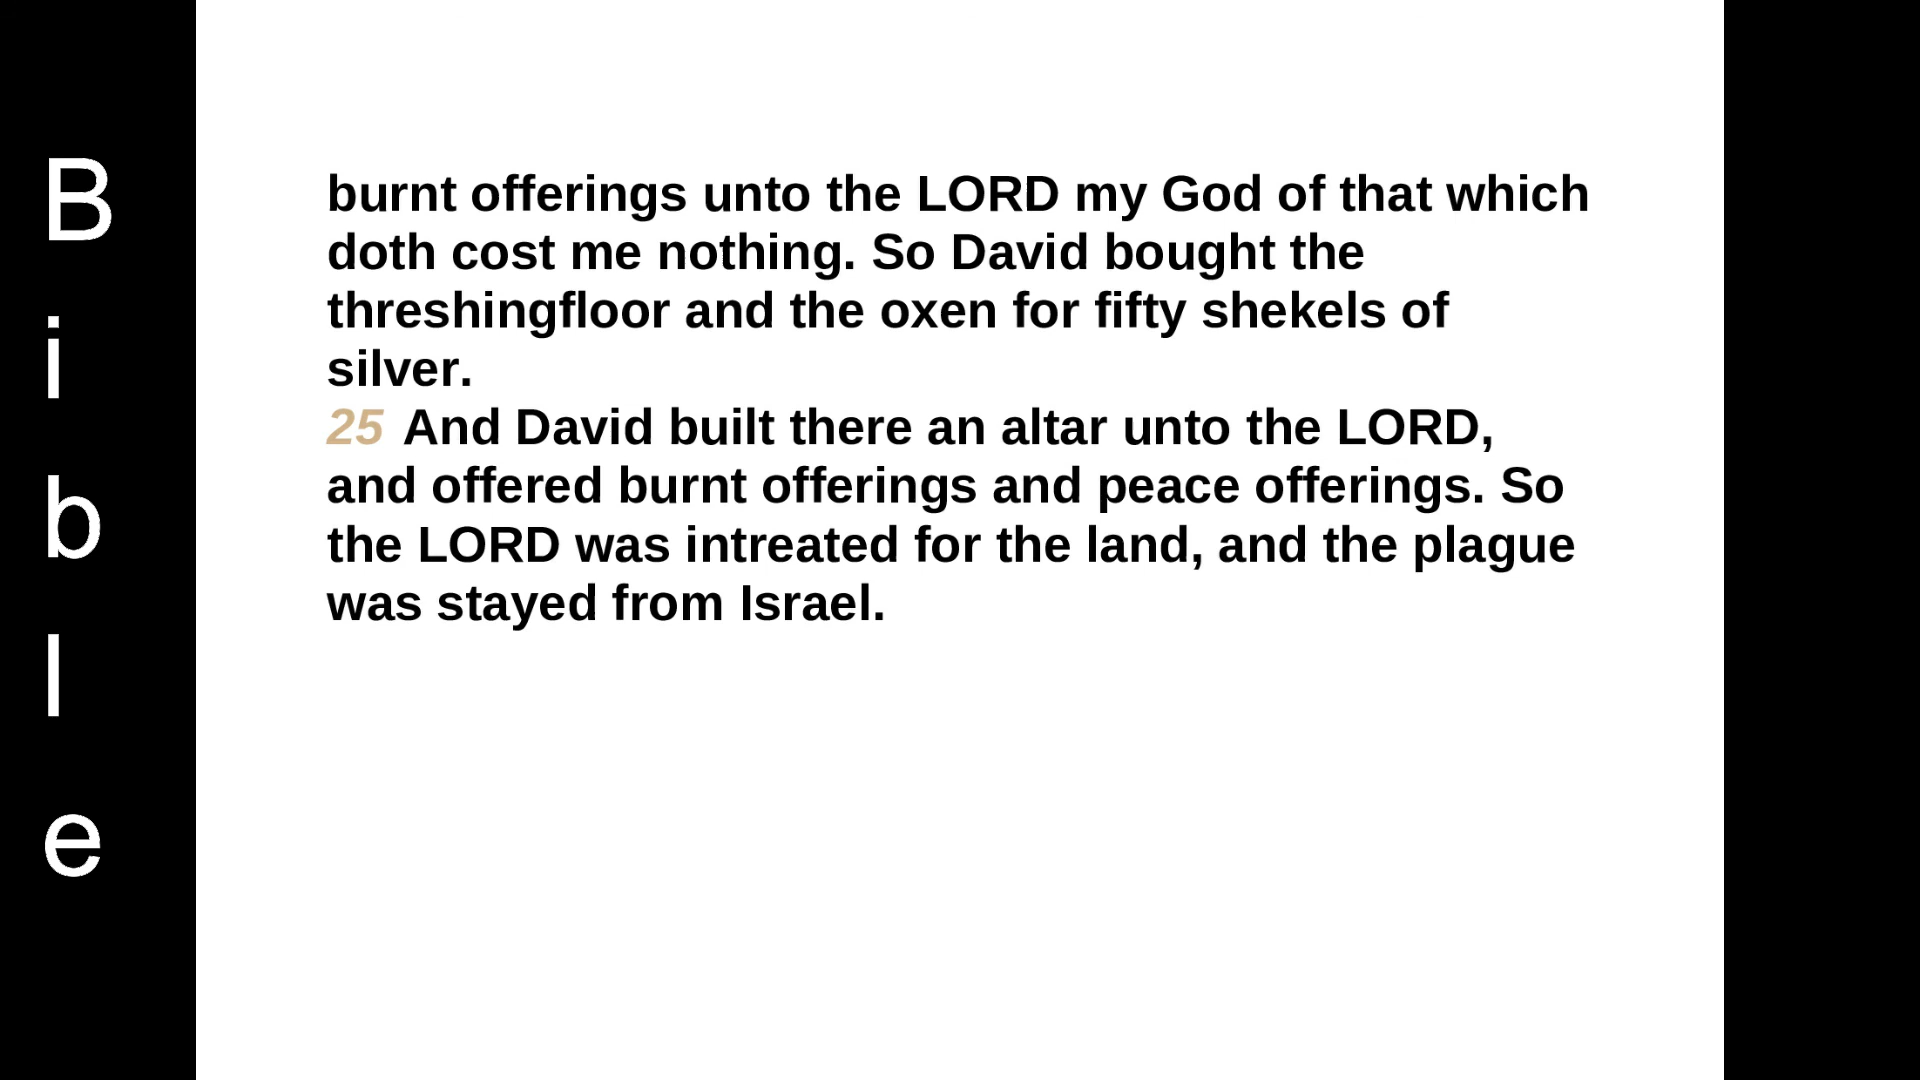 Bible
burnt offerings unto the LORD my God of that which
doth cost me nothing. So David bought the
threshingfloor and the oxen for fifty shekels of
silver.
25 And David built there an altar unto the LORD,
and offered burnt offerings and peace offerings. So
the LORD was intreated for the land, and the plague
was stayed from Israel.